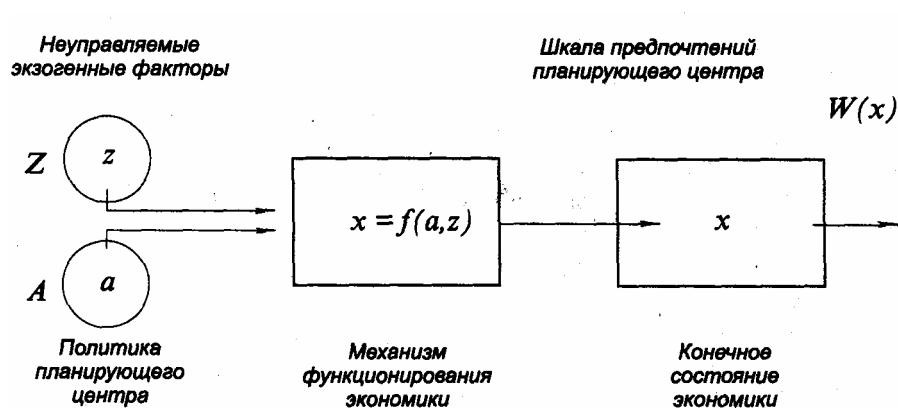 Неуправляемые
экзогенные факторы
Шкала предпочтений
планирующего центра
W(x)
Z
z
x = f(a,z)
x
A
a
Политика
планирующего
центра
Механизм
функционирования
экономики
Конечное
состояние
экономики